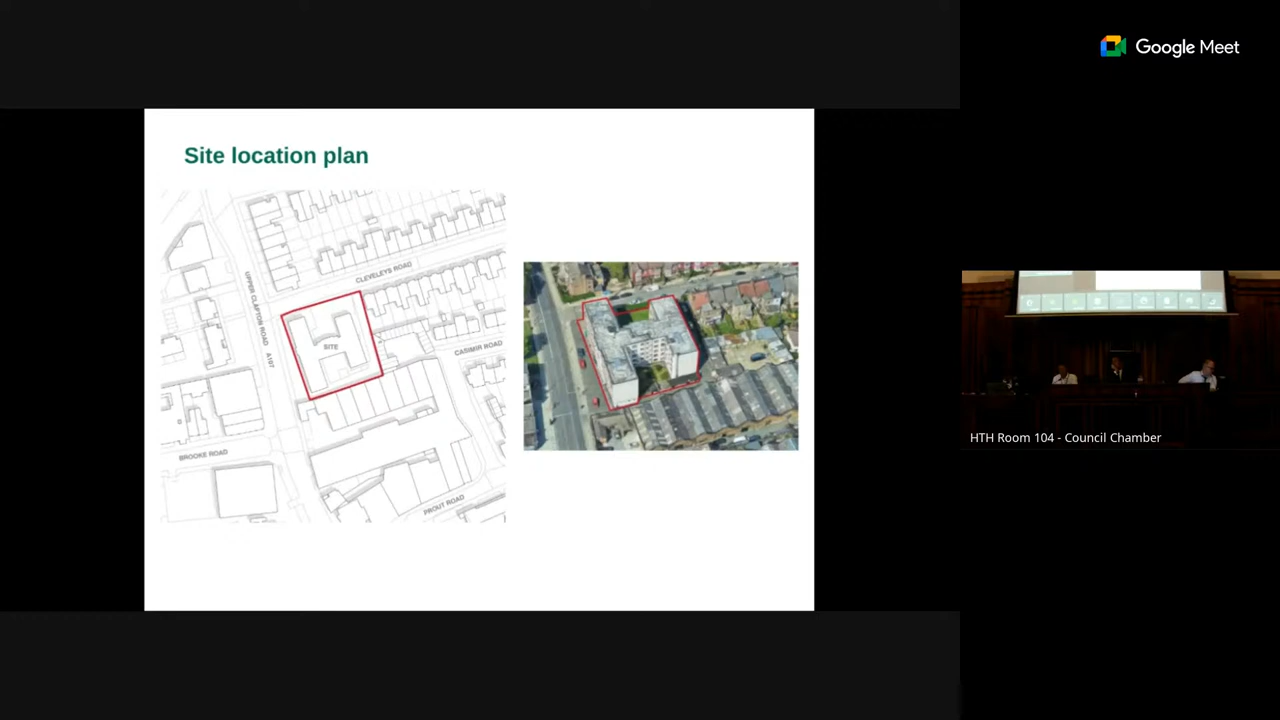 Google Meet
Site location plan
CLEVELEYS ROAD
UPPER CLAPTON ROAD A107
SITE
CASIMIR ROAD
BROOKE ROAD
PROUT ROAD
HTH Room 104 - Council Chamber